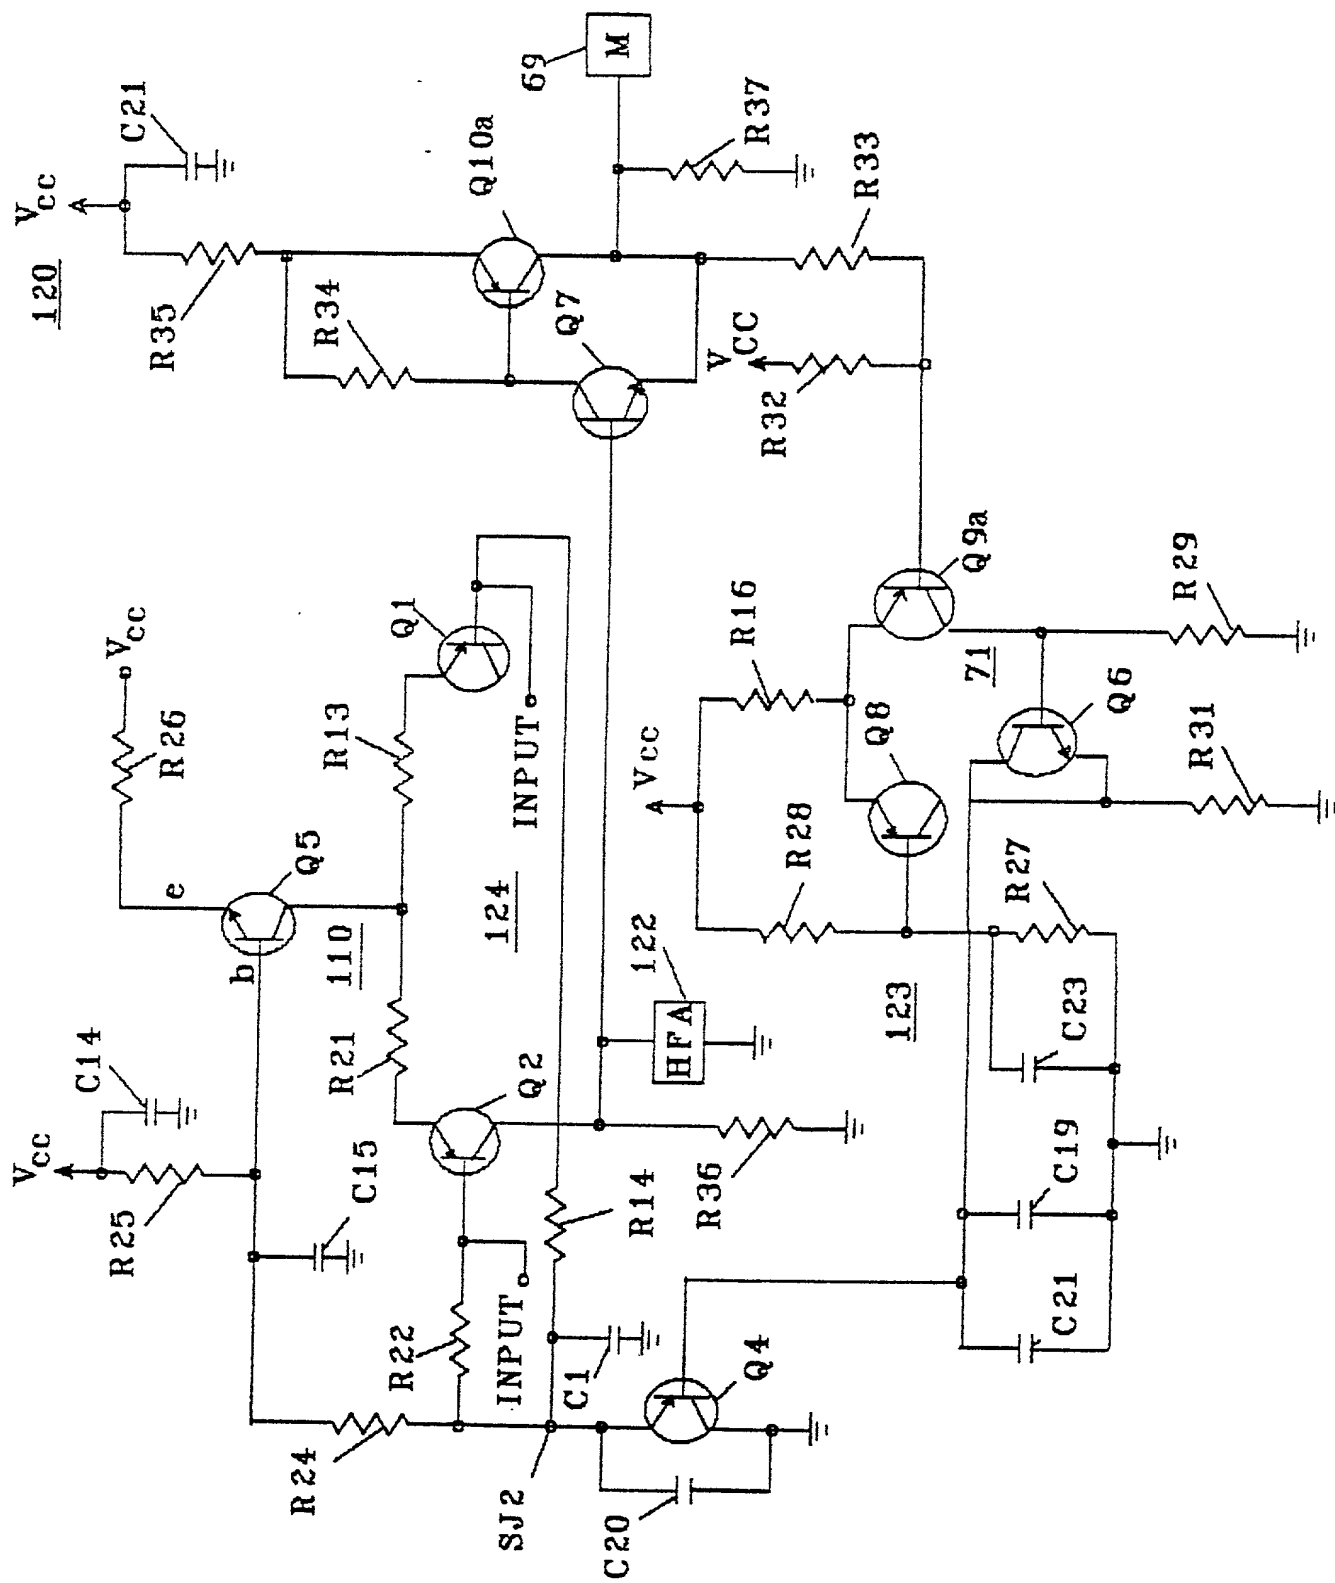 120
Vcc
C21
R35
R34
Q10a
Q7
69
M
R37
R33
VCC
R32
Vcc
R26
e
Q5
b
110
R13
Q1
INPUT
124
Vcc
C14
R25
C15
R21
Q2
R22
INPUT
R24
SJ2
C1
R14
R36
C20
Q4
122
HFA
Vcc
R16
R28
Q8
Q9a
71
Q6
R29
R31
123
R27
C23
C19
C21